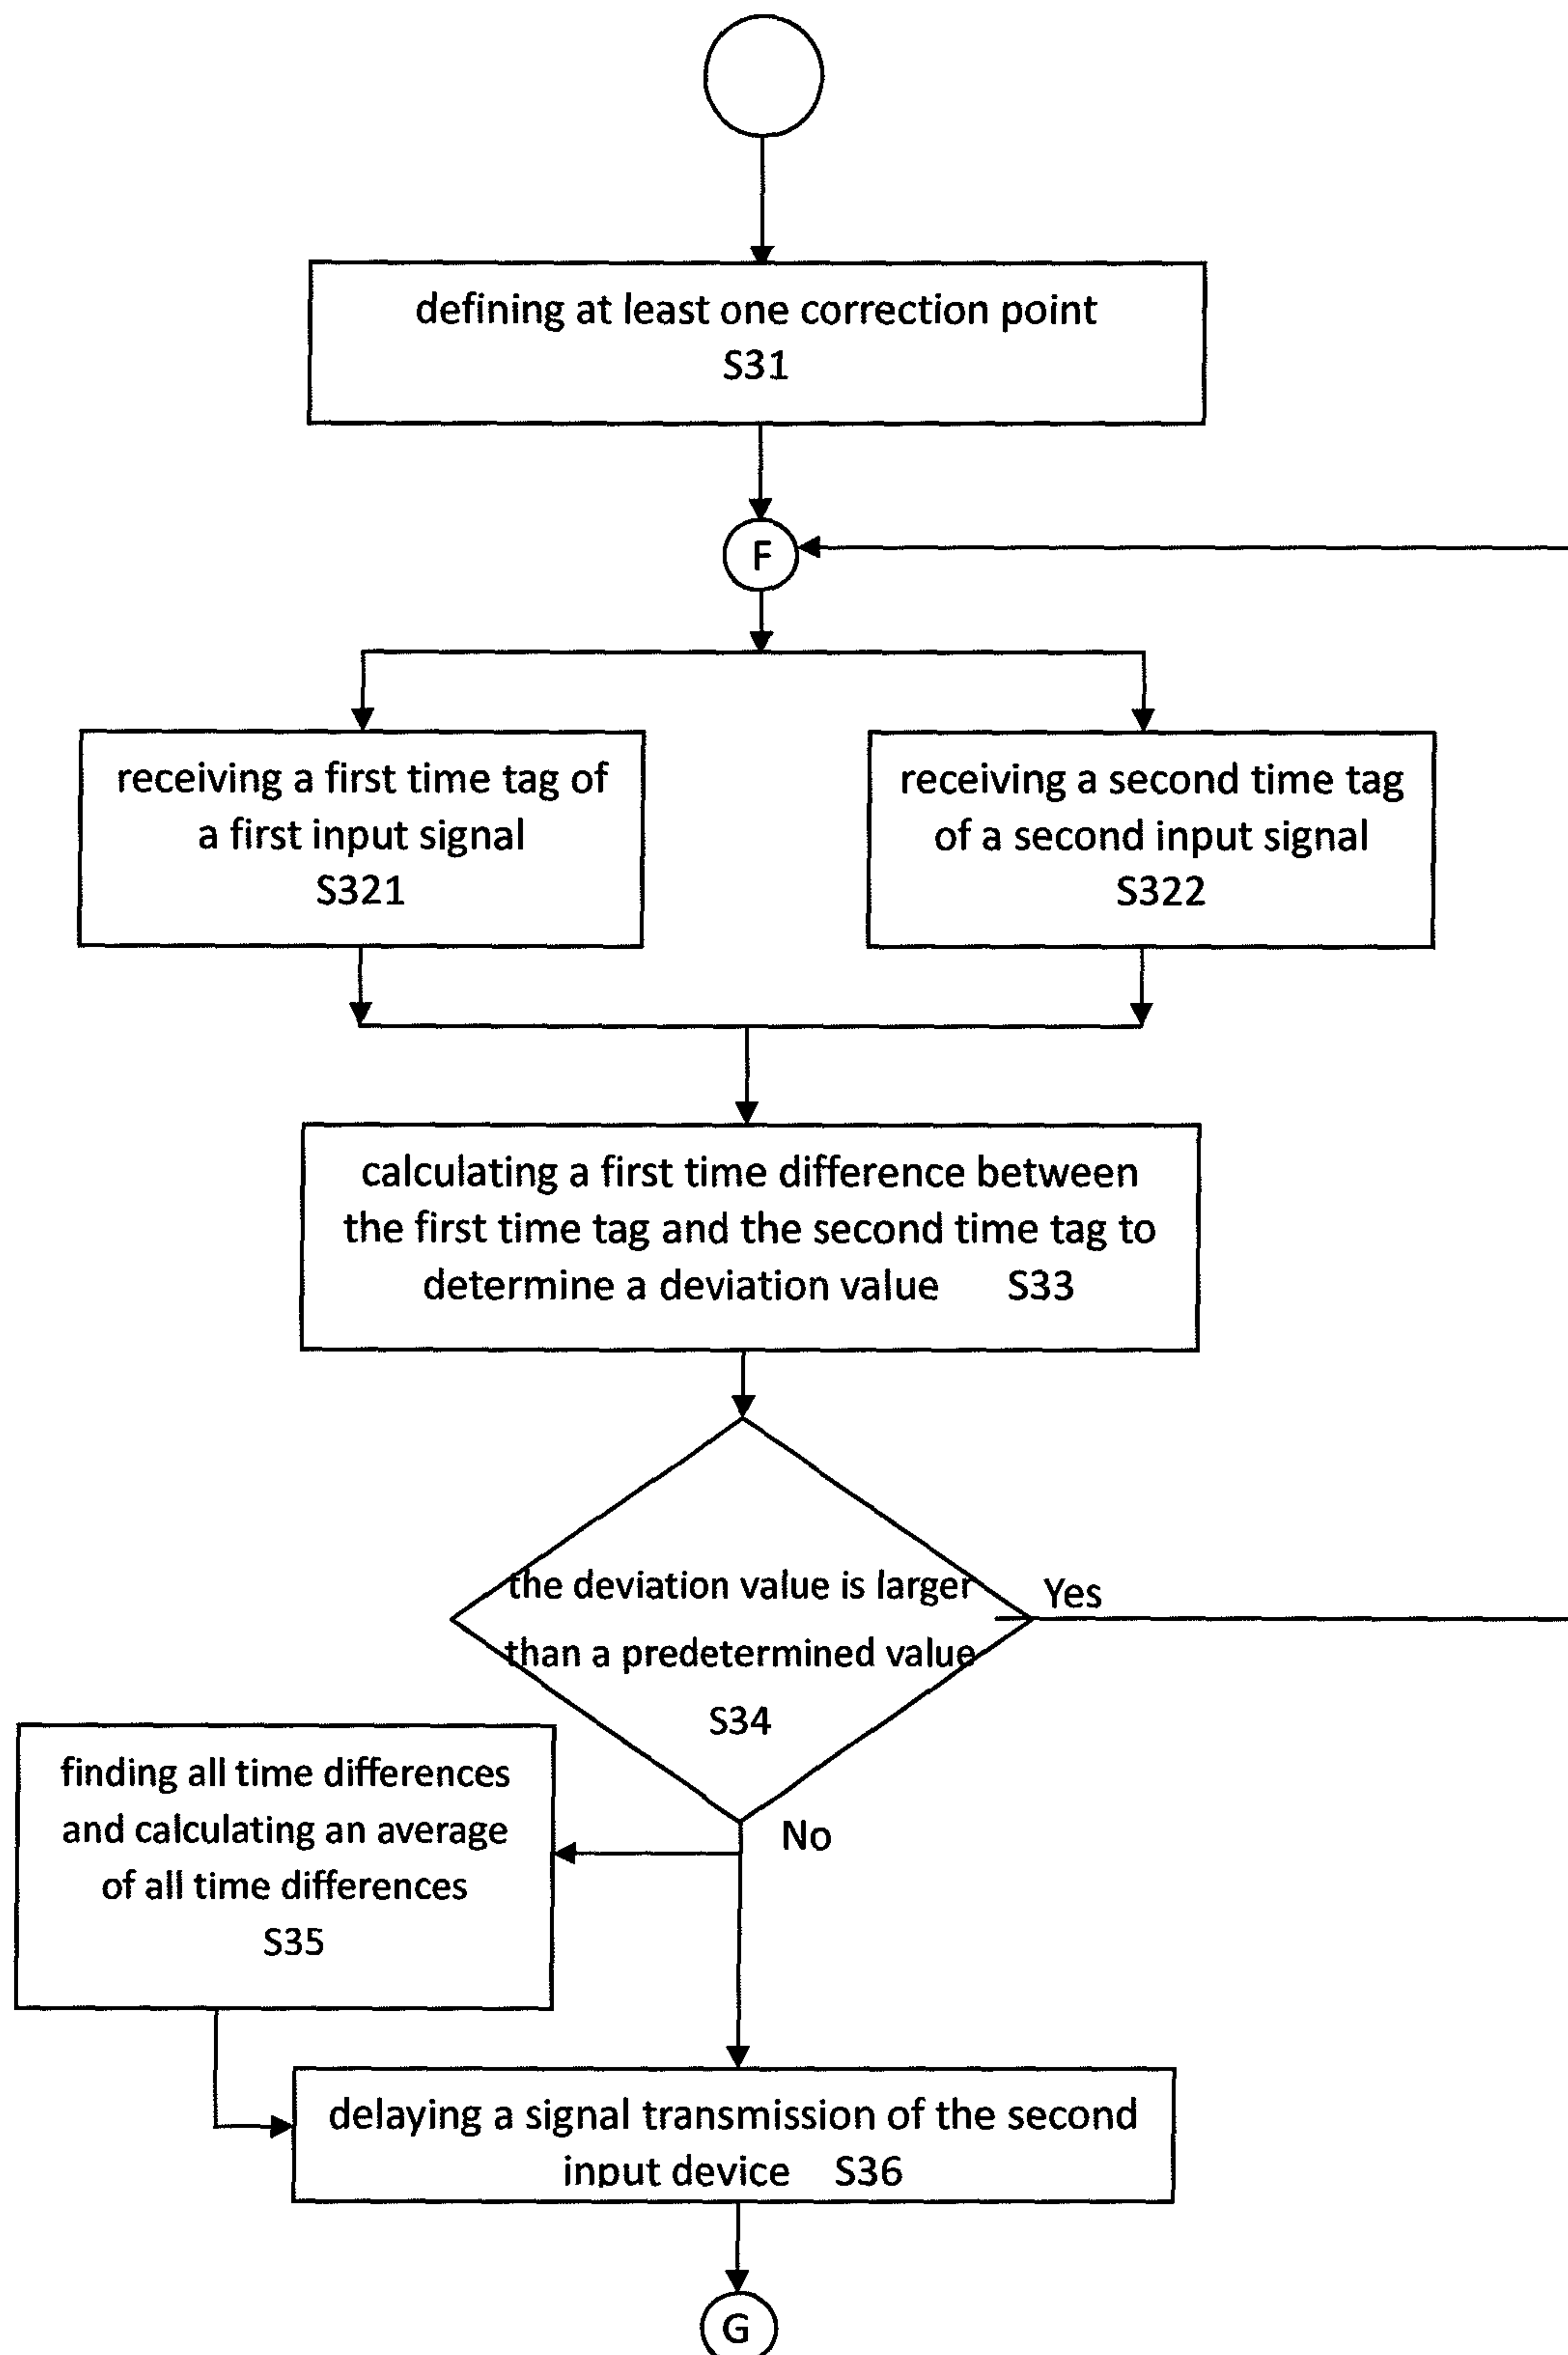 defining at least one correction point
S31
F
receiving a first time tag of
a first input signal
S321
receiving a second time tag
of a second input signal
S322
calculating a first time difference between
the first time tag and the second time tag to
determine a deviation value S33
the deviation value is larger
than a predetermined value
S34
Yes
No
finding all time differences
and calculating an average
of all time differences
S35
delaying a signal transmission of the second
input device S36
G